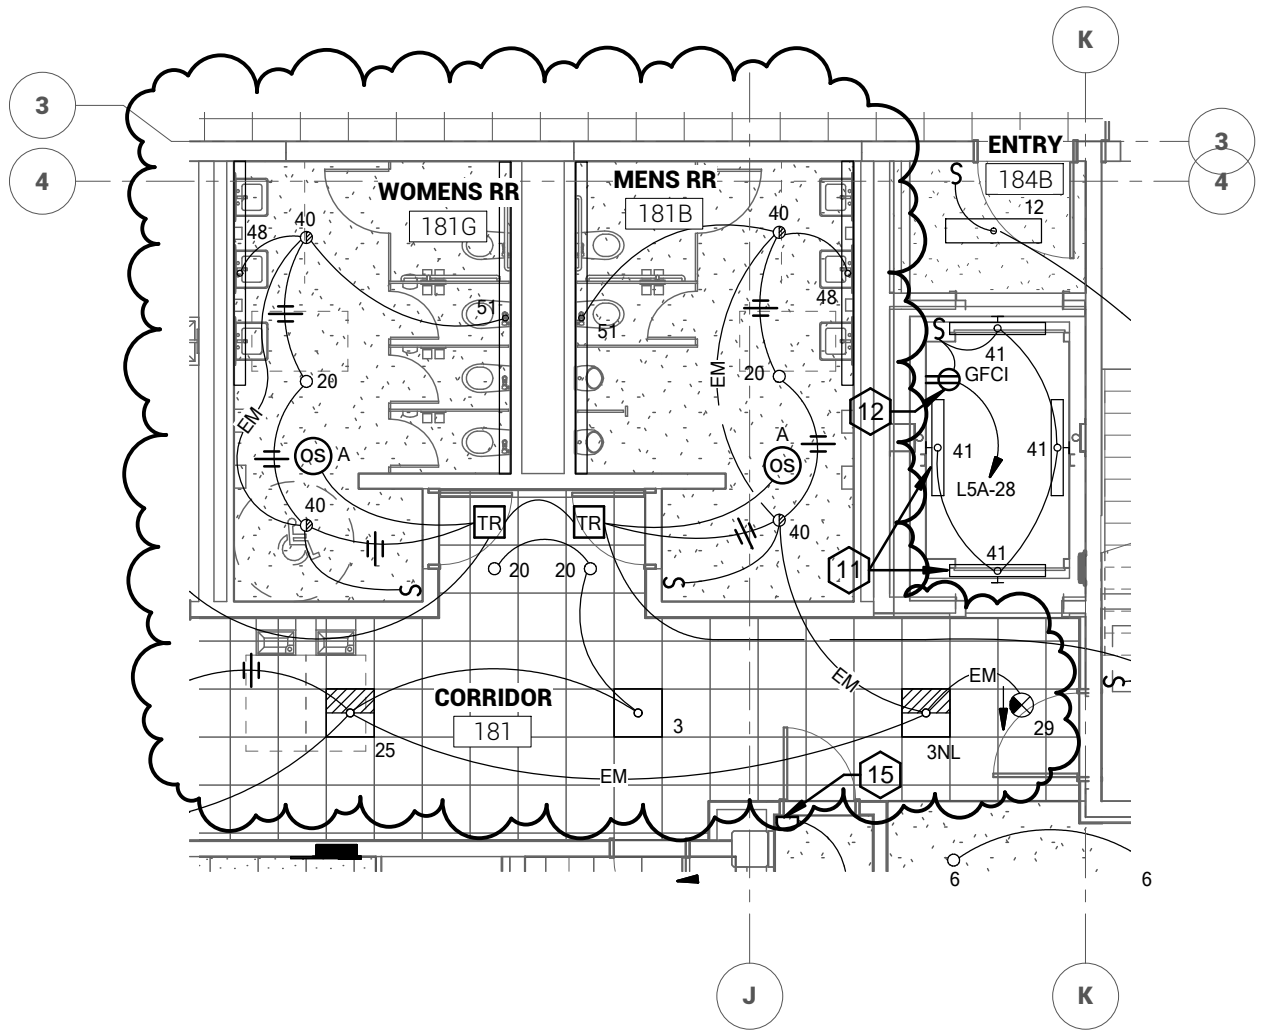 K
3
3
4
4
ENTRY
184B
12
S
WOMENS RR
181G
MENS RR
181B
40
40
48
48
51
51
S
41
GFCI
12
EM
EM
20
20
41
41
A
OS
A
OS
L5A-28
40
40
TR
TR
41
11
20
20
S
S
EM
EM
S
CORRIDOR
181
25
3
3NL
29
EM
15
6
6
J
K